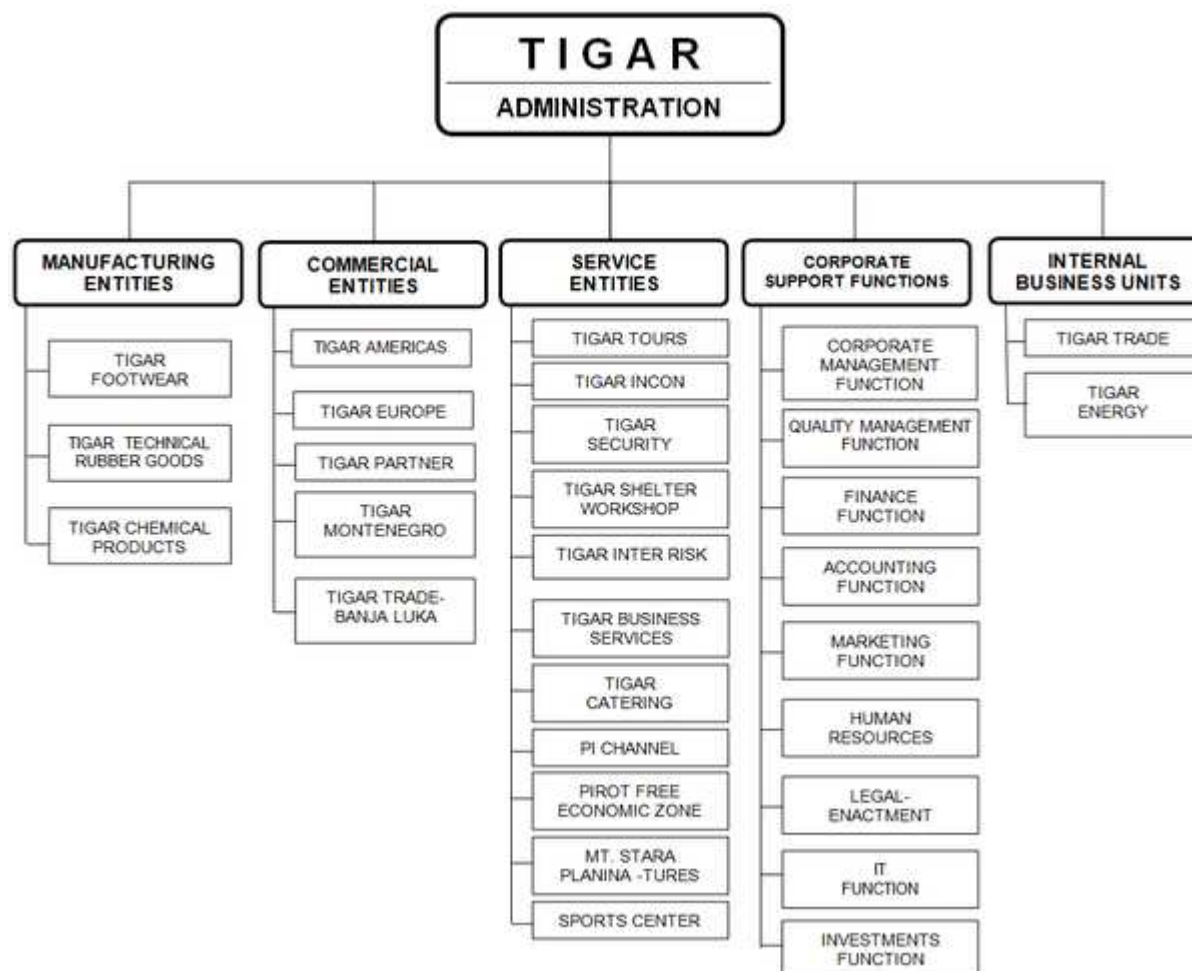 T I G A R
ADMINISTRATION
MANUFACTURING
ENTITIES
TIGAR
FOOTWEAR
TIGAR TECHNICAL
RUBBER GOODS
TIGAR CHEMICAL
PRODUCTS
COMMERCIAL
ENTITIES
TIGAR AMERICAS
TIGAR EUROPE
TIGAR PARTNER
TIGAR
MONTENEGRO
TIGAR TRADE-
BANJA LUKA
SERVICE
ENTITIES
TIGAR TOURS
TIGAR INCON
TIGAR
SECURITY
TIGAR SHELTER
WORKSHOP
TIGAR INTER RISK
TIGAR BUSINESS
SERVICES
TIGAR
CATERING
PI CHANNEL
PIROT FREE
ECONOMIC ZONE
MT. STARA
PLANINA -TURES
SPORTS CENTER
CORPORATE
SUPPORT FUNCTIONS
CORPORATE
MANAGEMENT
FUNCTION
QUALITY MANAGEMENT
FUNCTION
FINANCE
FUNCTION
ACCOUNTING
FUNCTION
MARKETING
FUNCTION
HUMAN
RESOURCES
LEGAL-
ENACTMENT
IT
FUNCTION
INVESTMENTS
FUNCTION
INTERNAL
BUSINESS UNITS
TIGAR TRADE
TIGAR
ENERGY